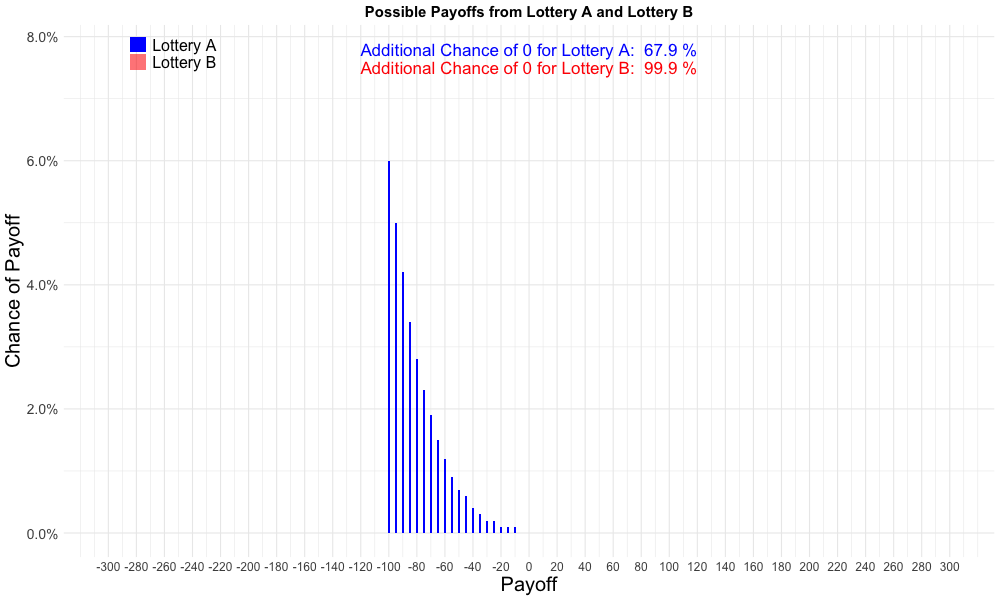 Possible Payoffs from Lottery A and Lottery B
8.0%
Lottery A
Lottery B
Additional Chance of 0 for Lottery A:  67.9 %
Additional Chance of 0 for Lottery B:  99.9 %
6.0%
4.0%
2.0%
0.0%
Chance of Payoff
-300 -280 -260 -240 -220 -200 -180 -160 -140 -120 -100 -80 -60 -40 -20 0 20 40 60 80 100 120 140 160 180 200 220 240 260 280 300
Payoff